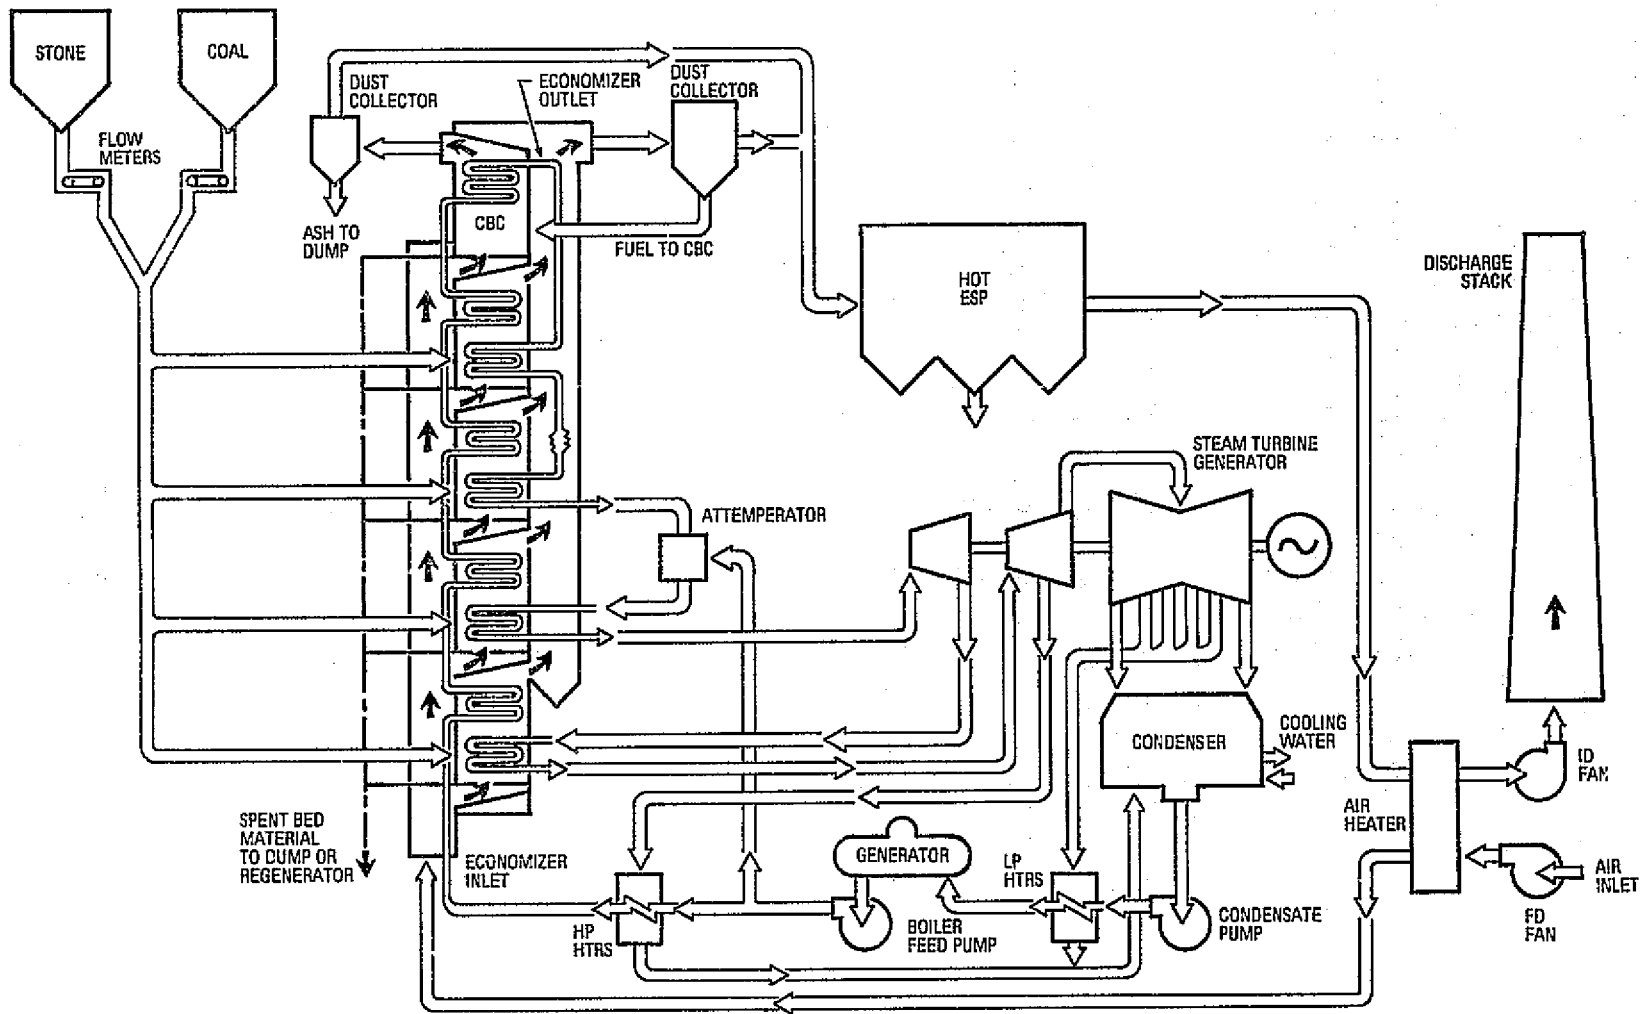 STONE
COAL
FLOW
METERS
DUST
COLLECTOR
ECONOMIZER
OUTLET
DUST
COLLECTOR
ASH TO
DUMP
CBC
FUEL TO CBC
HOT
ESP
DISCHARGE
STACK
STEAM TURBINE
GENERATOR
ATTEMPERATOR
CONDENSER
COOLING
WATER
ID
FAN
AIR
HEATER
SPENT BED
MATERIAL
TO DUMP OR
REGENERATOR
ECONOMIZER
INLET
GENERATOR
LP
HTRS
AIR
INLET
HP
HTRS
BOILER
FEED PUMP
CONDENSATE
PUMP
FD
FAN